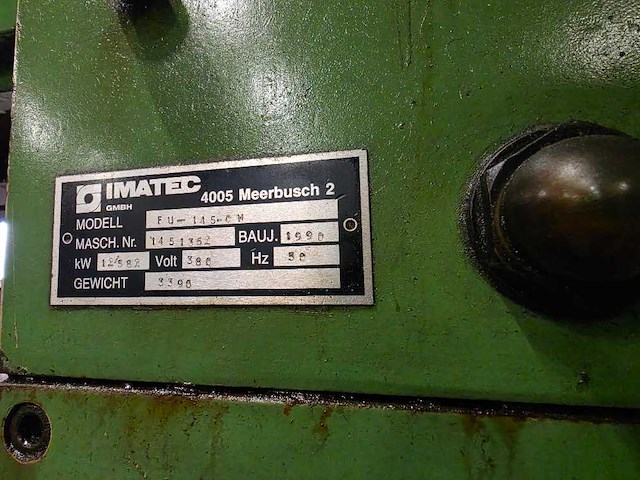 IMATEC
GMBH 4005 Meerbusch 2
MODELL FU-145-CM
MASCH. Nr. 1451362 BAUJ. 1990
kW Volt 380 Hz 50
GEWICHT 3390